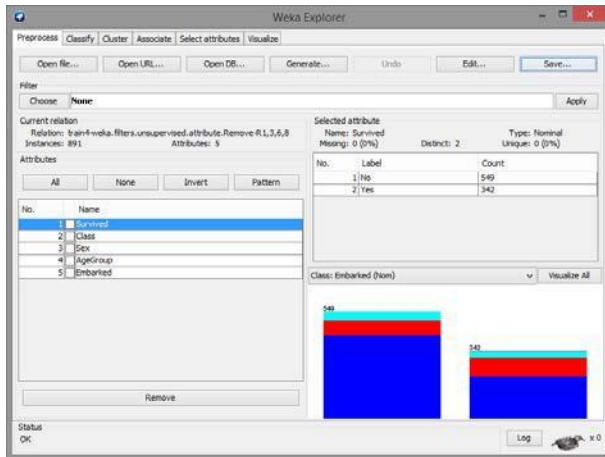 Weka Explorer
Preprocess Classify Cluster Associate Select attributes Visualize
Open file... Open URL... Open DB... Generate... Undo Edit... Save...
Filter
Choose None Apply
Current relation
Relation: train4-weka.filters.unsupervised.attribute.Remove-R1,3,6,8
Instances: 891 Attributes: 5
Attributes
All None Invert Pattern
No. Name
1 Survived
2 Class
3 Sex
4 AgeGroup
5 Embarked
Remove
Selected attribute
Name: Survived Type: Nominal
Missing: 0 (0%) Distinct: 2 Unique: 0 (0%)
No. Label Count
1 No 549
2 Yes 342
Class: Embarked (Nom) Visualize All
549
342
Status
OK
Log x 0